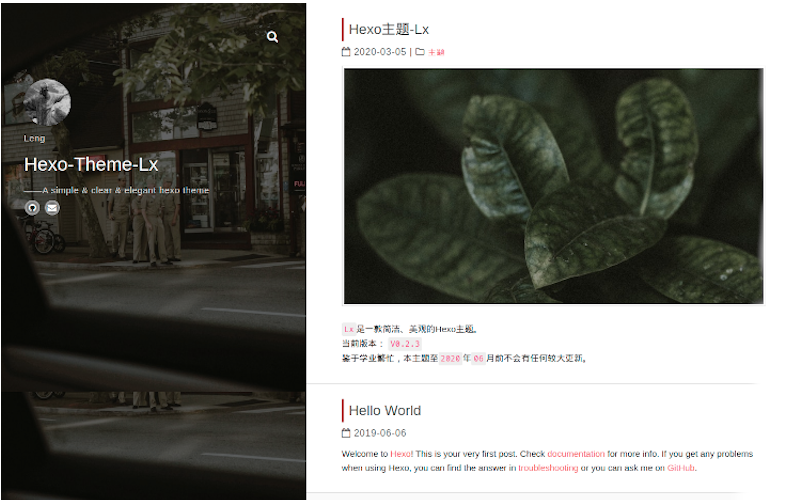 Leng
Hexo-Theme-Lx
——A simple & clear & elegant hexo theme
FULL
Hexo主题-Lx
2020-03-05 | 主题
Lx 是一款简洁、美观的Hexo主题。
当前版本： V0.2.3
鉴于学业繁忙，本主题至 2020 年 06 月前不会有任何较大更新。
Hello World
2019-06-06
Welcome to Hexo! This is your very first post. Check documentation for more info. If you get any problems
when using Hexo, you can find the answer in troubleshooting or you can ask me on GitHub.